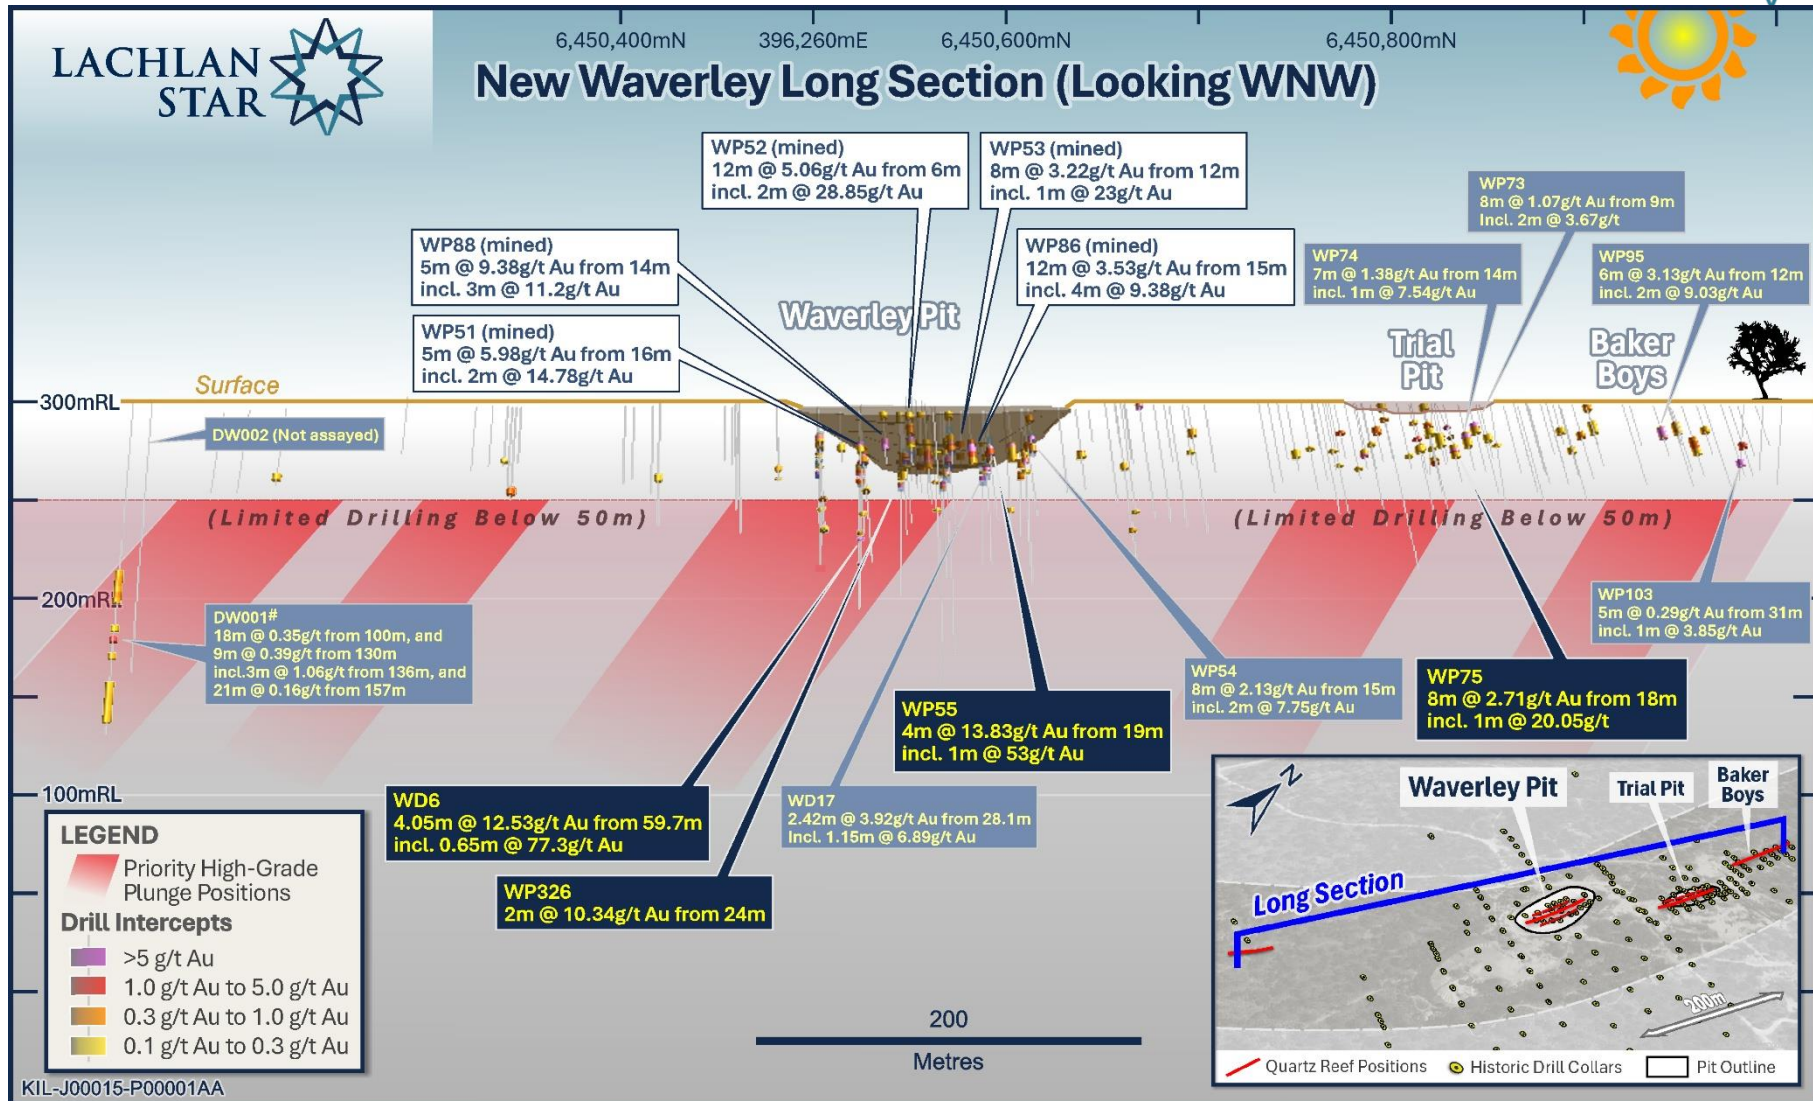 LACHLAN
STAR
6,450,400mN
396,260mE
6,450,600mN
6,450,800mN
New Waverley Long Section (Looking WNW)
WP52 (mined)
12m @ 5.06g/t Au from 6m
incl. 2m @ 28.85g/t Au
WP53 (mined)
8m @ 3.22g/t Au from 12m
incl. 1m @ 23g/t Au
WP73
8m @ 1.07g/t Au from 9m
Incl. 2m @ 3.67g/t
WP88 (mined)
5m @ 9.38g/t Au from 14m
incl. 3m @ 11.2g/t Au
WP86 (mined)
12m @ 3.53g/t Au from 15m
incl. 4m @ 9.38g/t Au
WP74
7m @ 1.38g/t Au from 14m
incl. 1m @ 7.54g/t Au
WP95
6m @ 3.13g/t Au from 12m
incl. 2m @ 9.03g/t Au
Waverley Pit
WP51 (mined)
5m @ 5.98g/t Au from 16m
incl. 2m @ 14.78g/t Au
Trial
Pit
Baker
Boys
Surface
300mRL
DW002 (Not assayed)
(Limited Drilling Below 50m)
(Limited Drilling Below 50m)
200mRL
DW001#
18m @ 0.35g/t from 100m, and
9m @ 0.39g/t from 130m
incl.3m @ 1.06g/t from 136m, and
21m @ 0.16g/t from 157m
WP103
5m @ 0.29g/t Au from 31m
incl. 1m @ 3.85g/t Au
WP54
8m @ 2.13g/t Au from 15m
incl. 2m @ 7.75g/t Au
WP75
8m @ 2.71g/t Au from 18m
incl. 1m @ 20.05g/t
WP55
4m @ 13.83g/t Au from 19m
incl. 1m @ 53g/t Au
100mRL
WD6
4.05m @ 12.53g/t Au from 59.7m
incl. 0.65m @ 77.3g/t Au
WD17
2.42m @ 3.92g/t Au from 28.1m
Incl. 1.15m @ 6.89g/t Au
WP326
2m @ 10.34g/t Au from 24m
LEGEND
Priority High-Grade
Plunge Positions
Drill Intercepts
>5 g/t Au
1.0 g/t Au to 5.0 g/t Au
0.3 g/t Au to 1.0 g/t Au
0.1 g/t Au to 0.3 g/t Au
KIL-J00015-P00001AA
200
Metres
N
Waverley Pit
Trial Pit
Baker
Boys
Long Section
200m
Quartz Reef Positions
Historic Drill Collars
Pit Outline